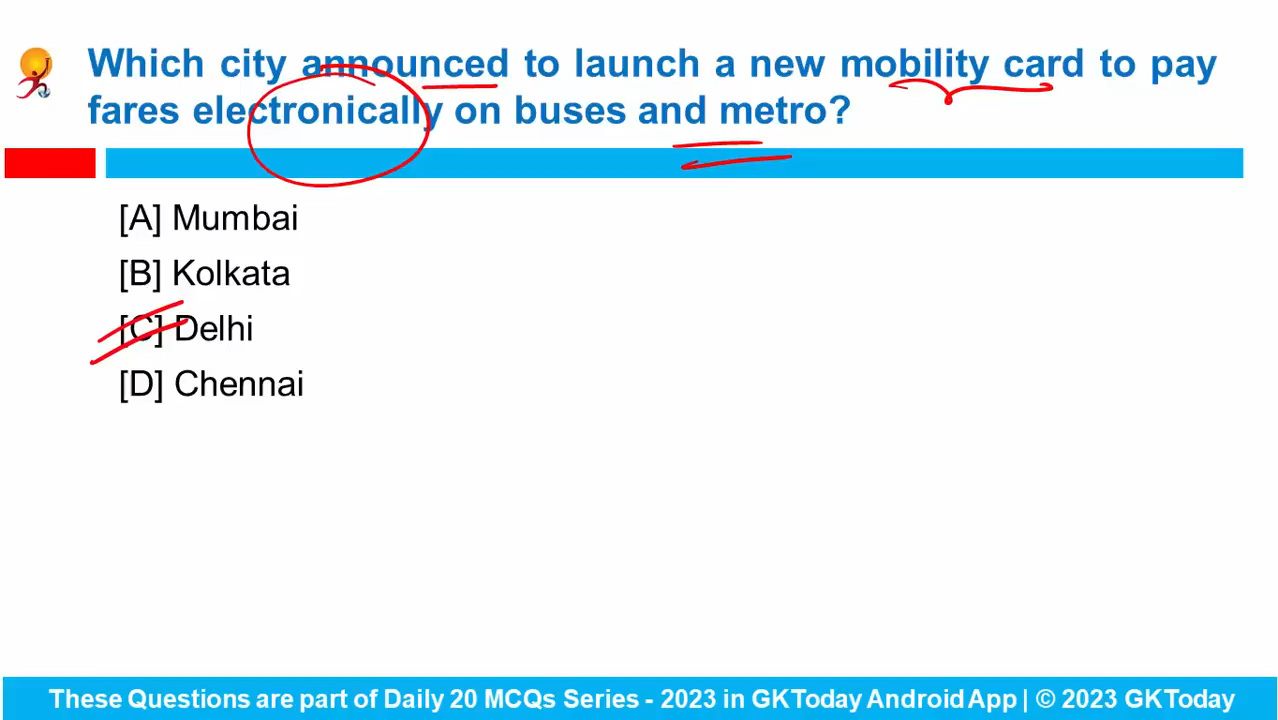 Which city announced to launch a new mobility card to pay
fares electronically on buses and metro?
[A] Mumbai
[B] Kolkata
[C] Delhi
[D] Chennai
These Questions are part of Daily 20 MCQs Series - 2023 in GKToday Android App | © 2023 GKToday